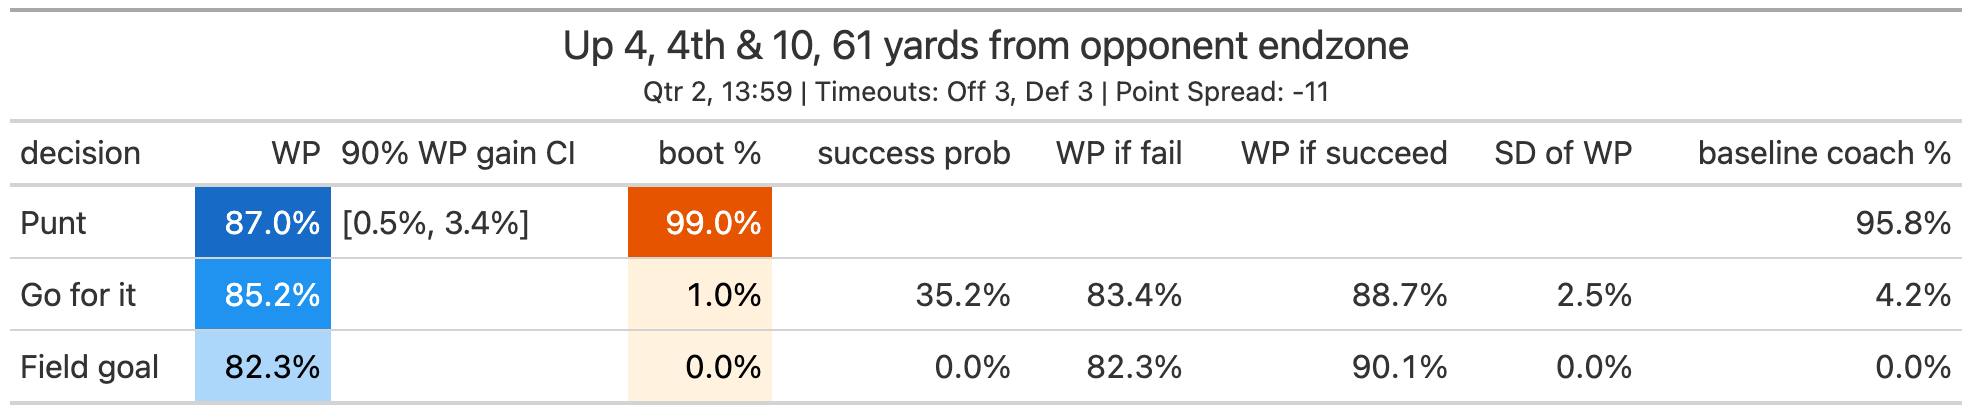 Up 4, 4th & 10, 61 yards from opponent endzone
Qtr 2, 13:59 | Timeouts: Off 3, Def 3 | Point Spread: -11
decision WP 90% WP gain CI boot % success prob WP if fail WP if succeed SD of WP baseline coach %
Punt 87.0% [0.5%, 3.4%] 99.0% 95.8%
Go for it 85.2% 1.0% 35.2% 83.4% 88.7% 2.5% 4.2%
Field goal 82.3% 0.0% 0.0% 82.3% 90.1% 0.0% 0.0%